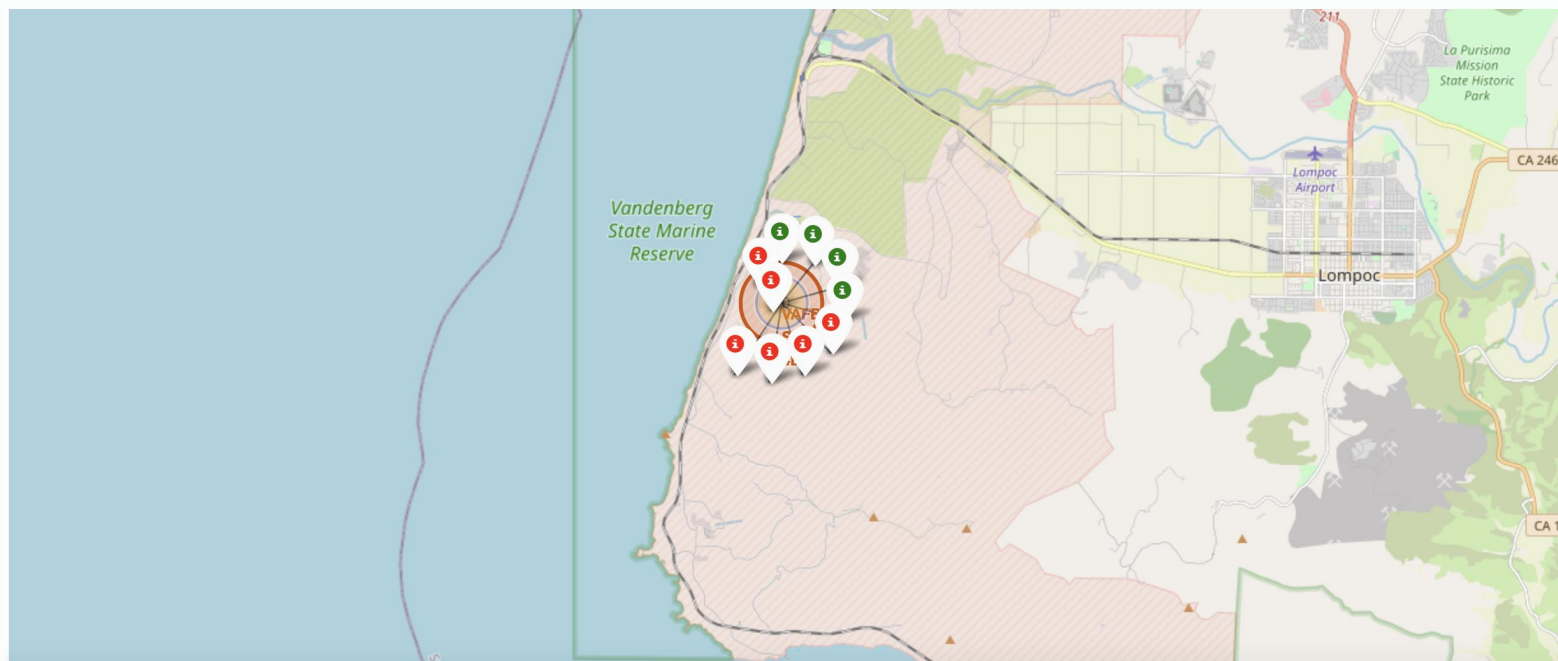 211
La Purisima
Mission
State Historic
Park
CA 246
Lompoc
Airport
Vandenberg
State Marine
Reserve
Lompoc
i
i
i
i
i
i
i
i
i
i
CA 1